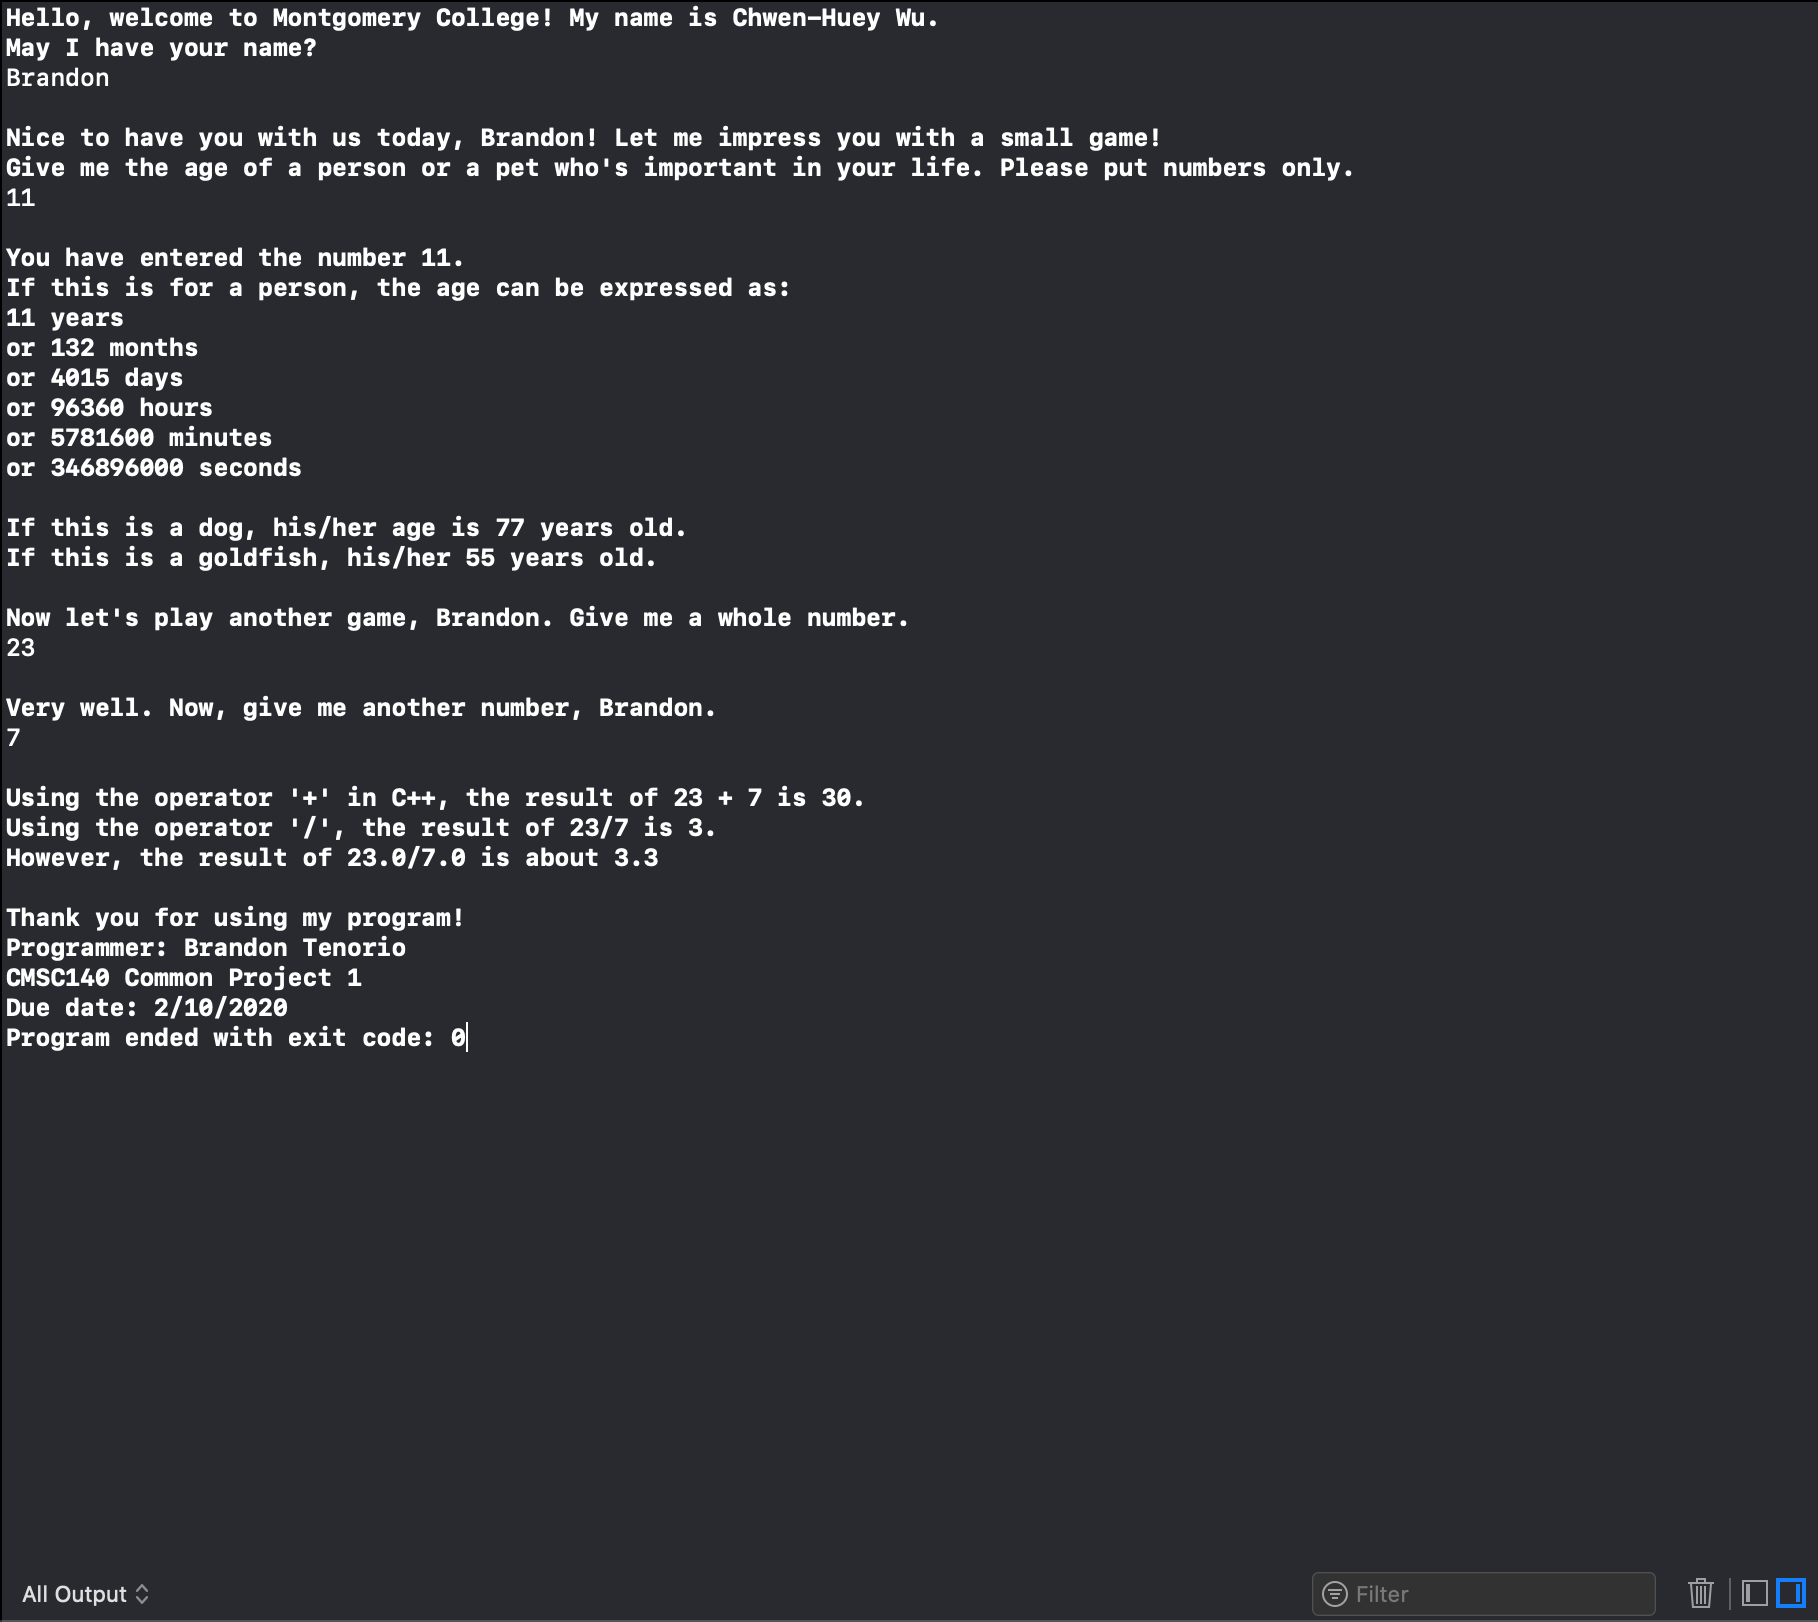 Hello, welcome to Montgomery College! My name is Chwen-Huey Wu.
May I have your name?
Brandon
Nice to have you with us today, Brandon! Let me impress you with a small game!
Give me the age of a person or a pet who's important in your life. Please put numbers only.
11
You have entered the number 11.
If this is for a person, the age can be expressed as:
11 years
or 132 months
or 4015 days
or 96360 hours
or 5781600 minutes
or 346896000 seconds
If this is a dog, his/her age is 77 years old.
If this is a goldfish, his/her 55 years old.
Now let's play another game, Brandon. Give me a whole number.
23
Very well. Now, give me another number, Brandon.
7
Using the operator '+' in C++, the result of 23 + 7 is 30.
Using the operator '/', the result of 23/7 is 3.
However, the result of 23.0/7.0 is about 3.3
Thank you for using my program!
Programmer: Brandon Tenorio
CMSC140 Common Project 1
Due date: 2/10/2020
Program ended with exit code: 0
All Output
Filter